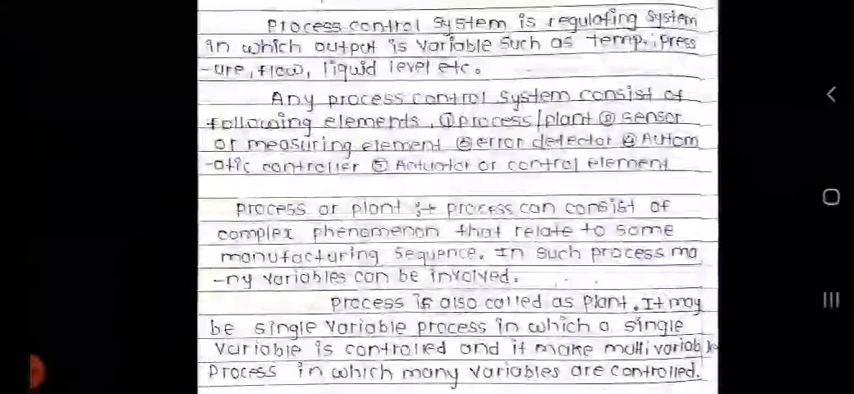 process control system is regulating system
in which output is variable such as temp., press
-ure, flow, liquid level etc.
Any process control system consist of
following elements. ① process/plant ② sensor
or measuring element ③ error detector ④ Autom
-atic controller ⑤ Actuator or control element
process or plant :→ process can consist of
complex phenomenon that relate to some
manufacturing sequence. In such process ma
-ny variables can be involved.
process is also called as plant. It may
be single variable process in which a single
variable is controlled and it make multivariable
process in which many variables are controlled.